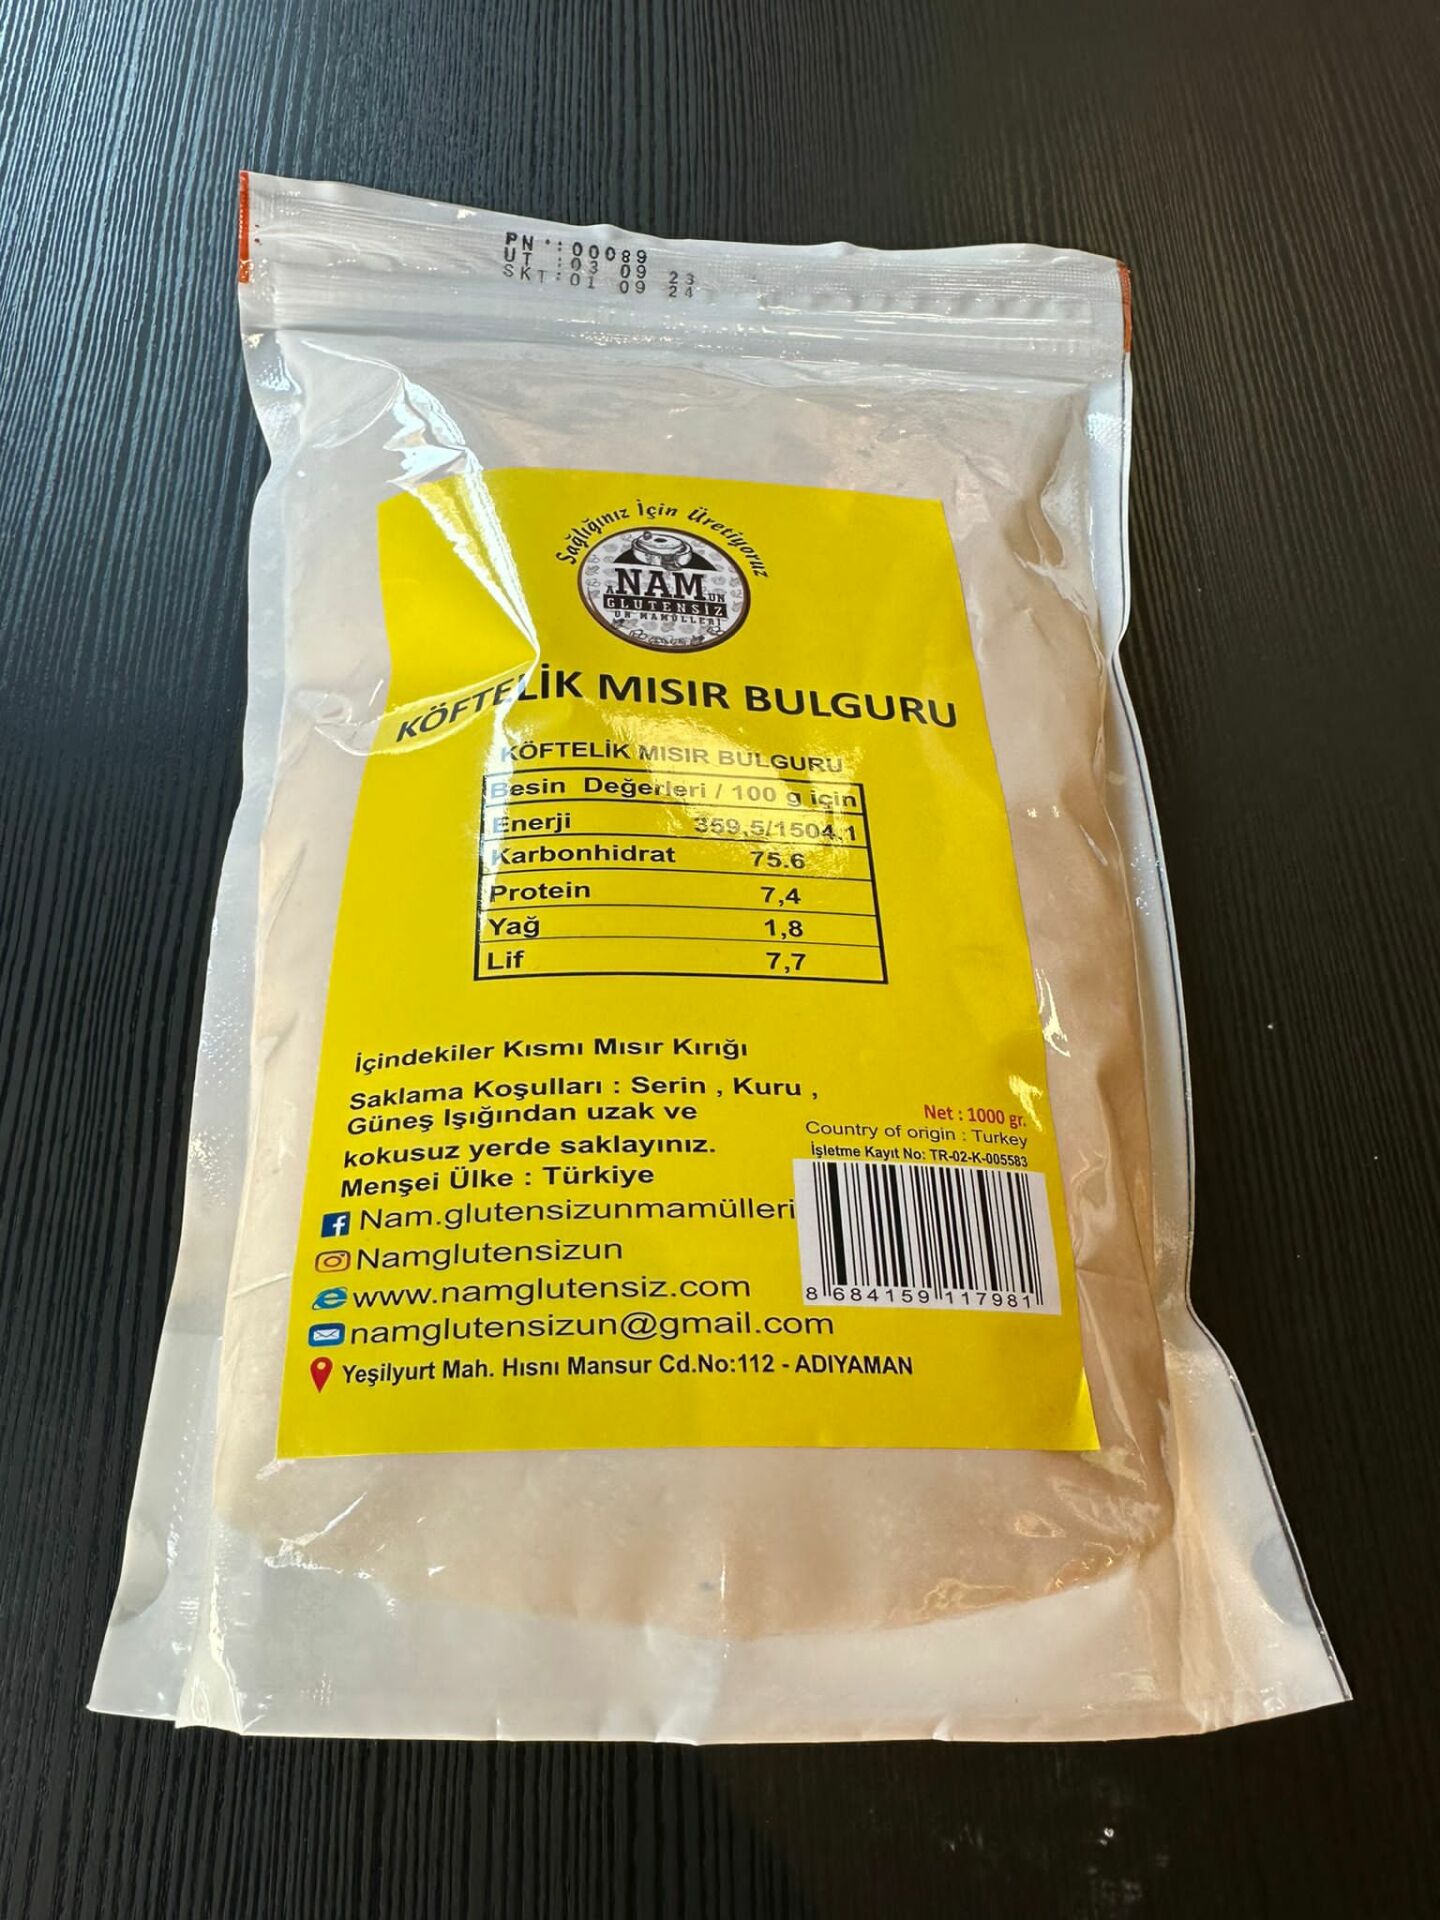 PN : 00089
UT : 03 09 23
SKT : 01 09 24
Sağlığınız İçin Üretiyoruz
NAM
GLUTENSİZ
UN MAMÜLLERİ
KÖFTELİK MISIR BULGURU
KÖFTELİK MISIR BULGURU
Besin Değerleri / 100 g için
Enerji 359,5/1504,1
Karbonhidrat 75.6
Protein 7,4
Yağ 1,8
Lif 7,7
İçindekiler Kısmı Mısır Kırığı
Saklama Koşulları : Serin , Kuru ,
Güneş Işığından uzak ve
kokusuz yerde saklayınız.
Menşei Ülke : Türkiye
Net : 1000 gr.
Country of origin : Turkey
İşletme Kayıt No: TR-02-K-005583
8 684159 117981
Nam.glutensizunmamülleri
Namglutensizun
www.namglutensiz.com
namglutensizun@gmail.com
Yeşilyurt Mah. Hısnı Mansur Cd.No:112 - ADIYAMAN